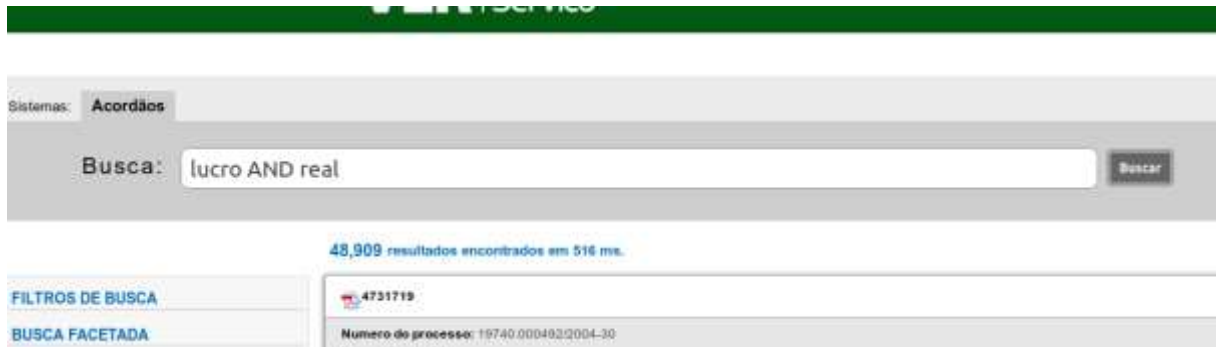 Serviço
Sistemas: Acordãos
Busca: lucro AND real Buscar
48,909 resultados encontrados em 516 ms.
FILTROS DE BUSCA
4731719
BUSCA FACETADA
Numero do processo: 19740.000492/2004-30